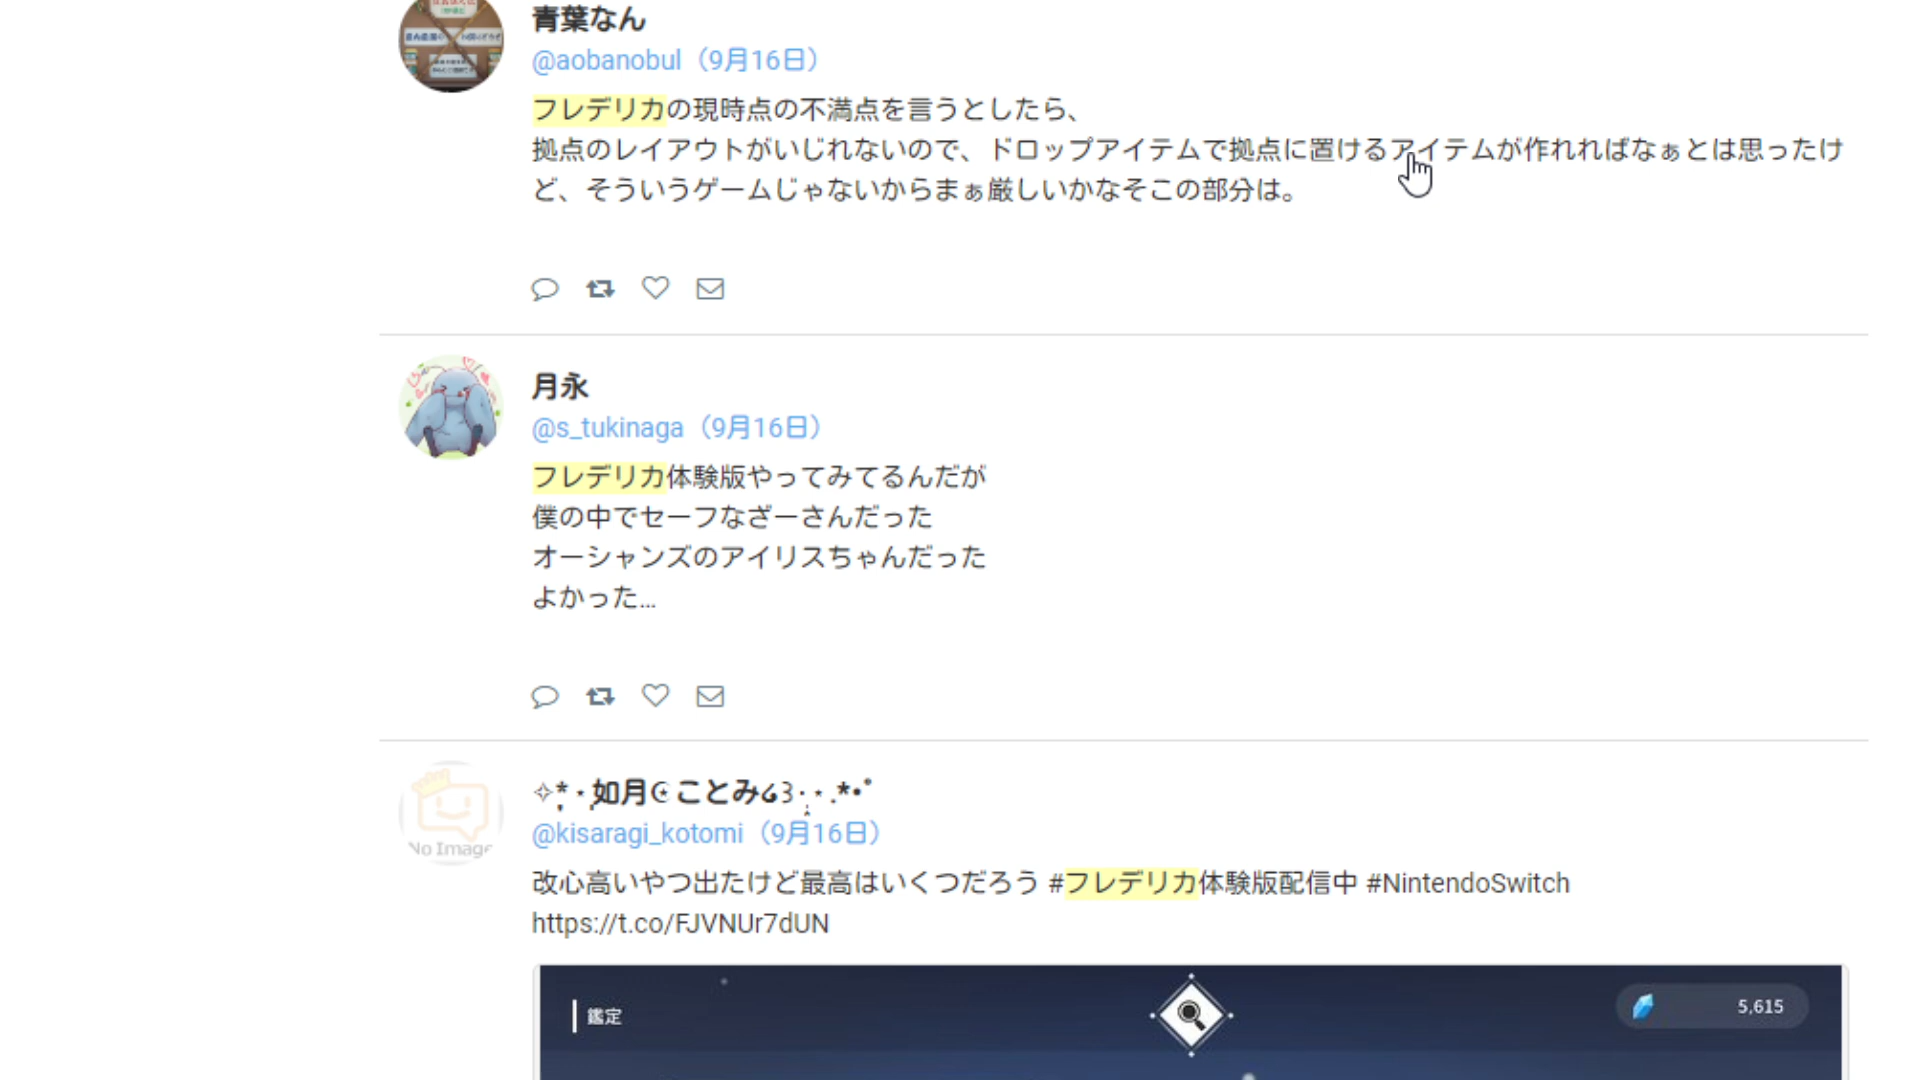 青葉なん
@aobanobul（9月16日）
フレデリカの現時点の不満点を言うとしたら、
拠点のレイアウトがいじれないので、ドロップアイテムで拠点に置けるアイテムが作れればなぁとは思ったけ
ど、そういうゲームじゃないからまぁ厳しいかなそこの部分は。
月永
@s_tukinaga（9月16日）
フレデリカ体験版やってみてるんだが
僕の中でセーフなざーさんだった
オーシャンズのアイリスちゃんだった
よかった...
✧*̣̩⋆̩☪ 如月☪ことみ໒꒱·̩͙⋆.*•˚
@kisaragi_kotomi（9月16日）
No Image
改心高いやつ出たけど最高はいくつだろう #フレデリカ体験版配信中 #NintendoSwitch
https://t.co/FJVNUr7dUN
鑑定
5,615